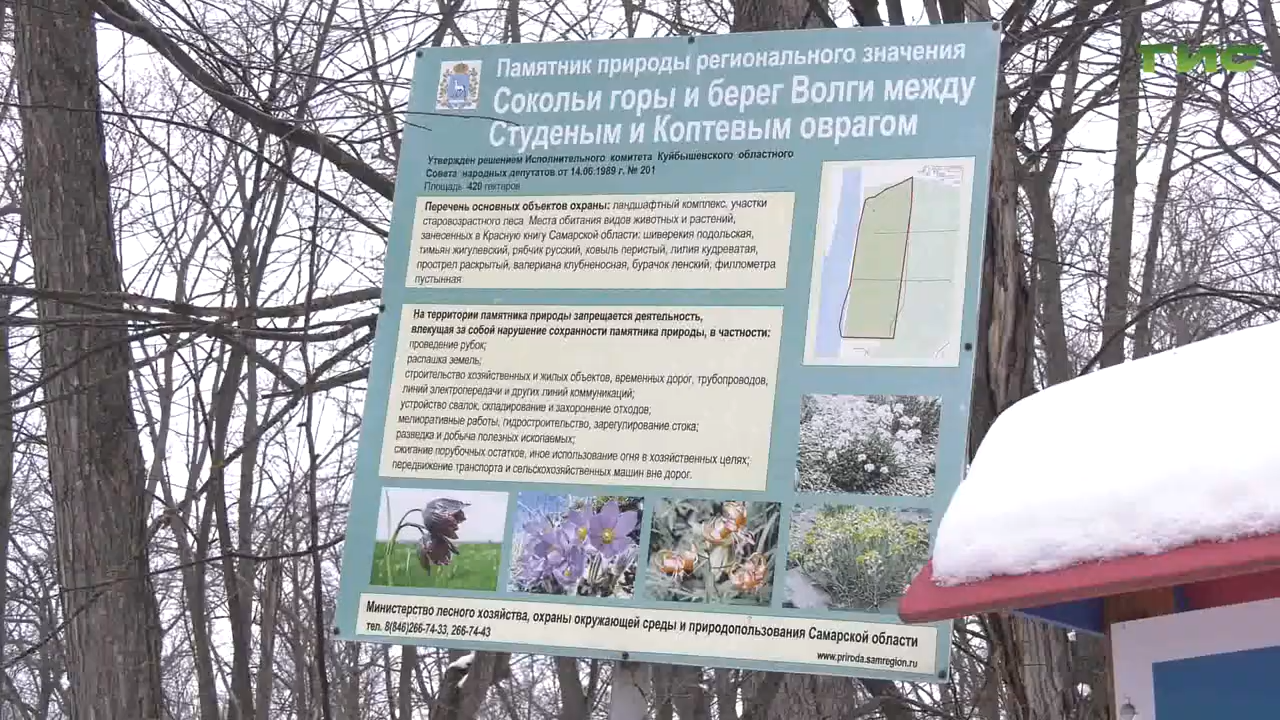 ТИС
Памятник природы регионального значения
Сокольи горы и берег Волги между
Студеным и Коптевым оврагом
Утвержден решением Исполнительного комитета Куйбышевского областного
Совета народных депутатов от 14.06.1989 г. № 201
Площадь 420 гектаров
Перечень основных объектов охраны: ландшафтный комплекс, участки
старовозрастного леса. Места обитания видов животных и растений,
занесенных в Красную книгу Самарской области: шиверекия подольская,
тимьян жигулевский, рябчик русский, ковыль перистый, лилия кудреватая,
прострел раскрытый, валериана клубненосная, бурачок ленский, филлометра
пустынная
На территории памятника природы запрещается деятельность,
влекущая за собой нарушение сохранности памятника природы, в частности:
проведение рубок;
распашка земель;
строительство хозяйственных и жилых объектов, временных дорог, трубопроводов,
линий электропередачи и других линий коммуникаций;
устройство свалок, складирование и захоронение отходов;
мелиоративные работы, гидростроительство, зарегулирование стока;
разведка и добыча полезных ископаемых;
сжигание порубочных остатков, иное использование огня в хозяйственных целях;
передвижение транспорта и сельскохозяйственных машин вне дорог.
Министерство лесного хозяйства, охраны окружающей среды и природопользования Самарской области
тел. 8(846)266-74-33, 266-74-43
www.priroda.samregion.ru